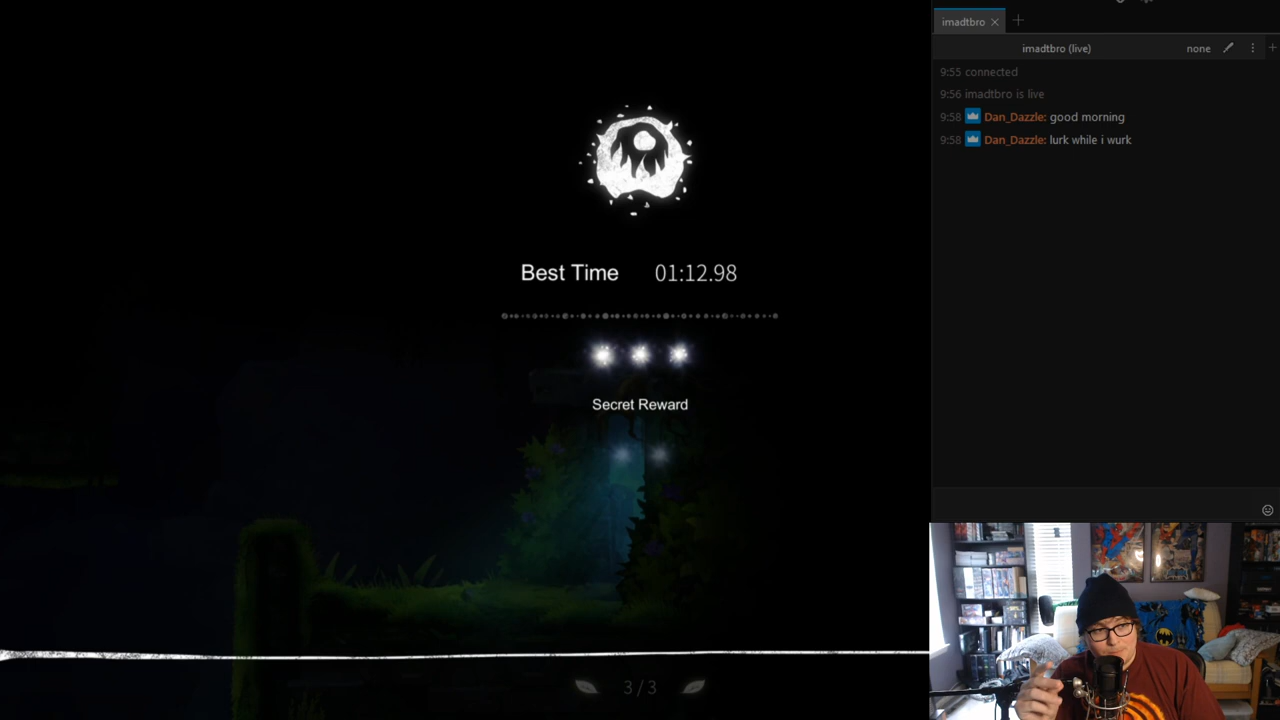 Best Time 01:12.98
Secret Reward
3 / 3
imadtbro
imadtbro (live)
none
9:55 connected
9:56 imadtbro is live
9:58 Dan_Dazzle: good morning
9:58 Dan_Dazzle: lurk while i wurk